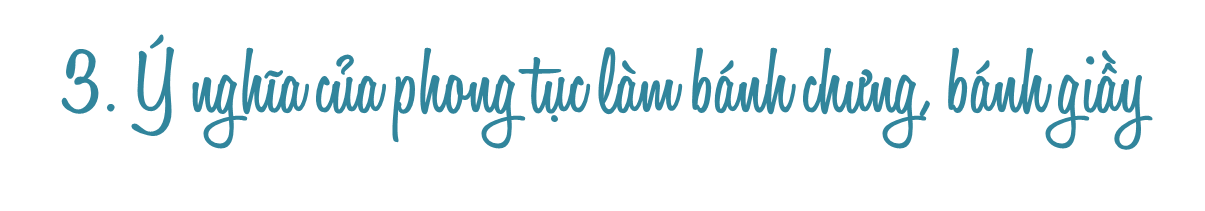 3. Ý nghĩa của phong tục làm bánh chưng, bánh giầy